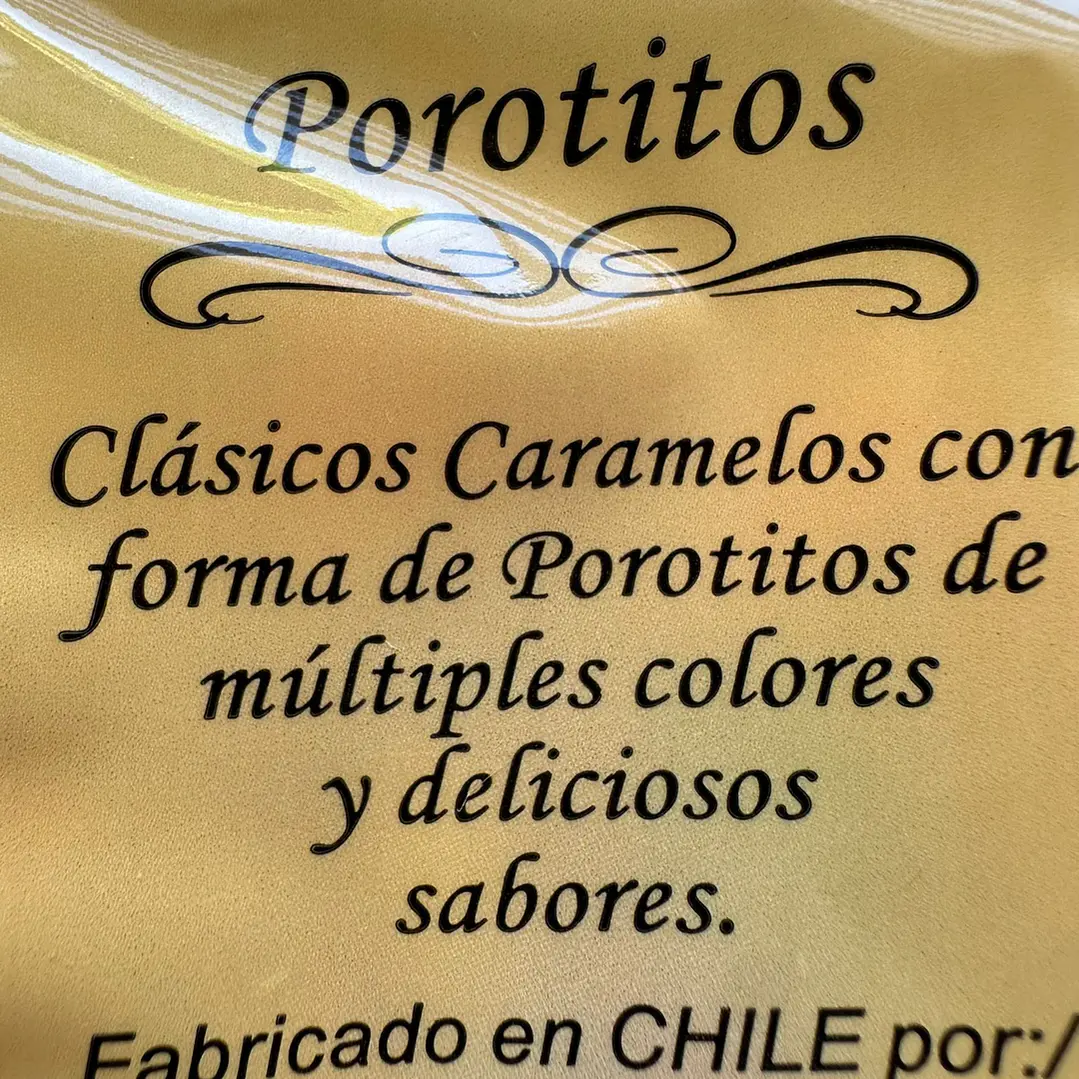 Porotitos
Clásicos Caramelos con
forma de Porotitos de
múltiples colores
y deliciosos
sabores.
Fabricado en CHILE por:/